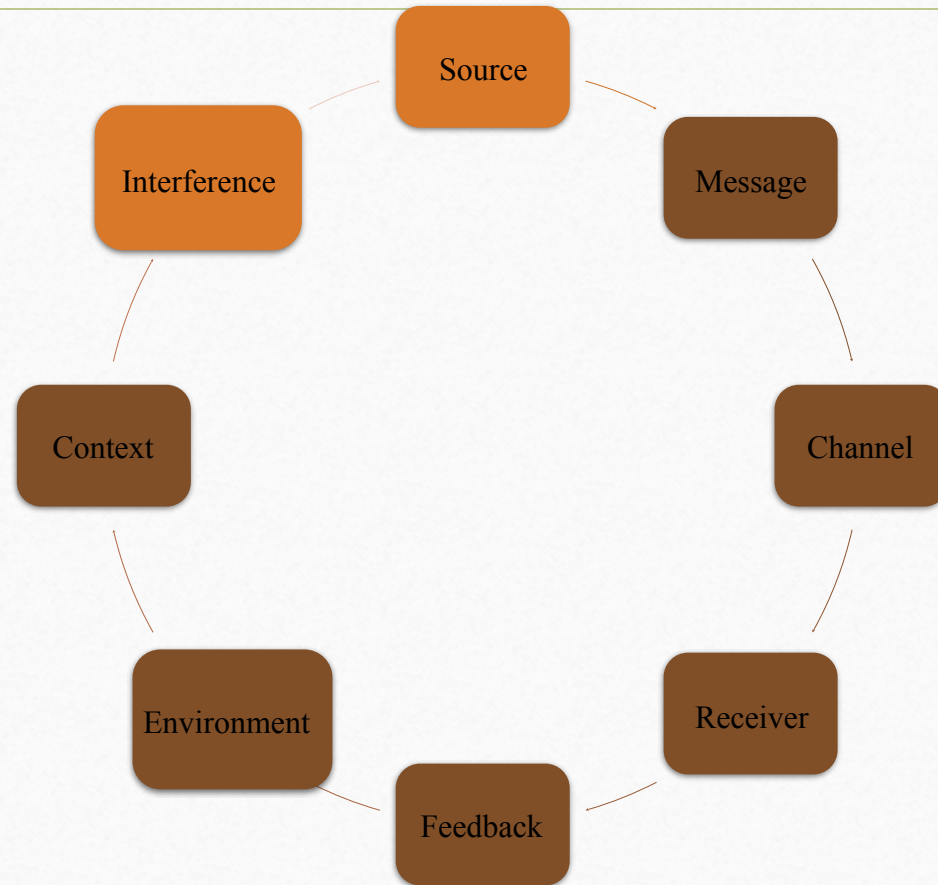 Source
Message
Channel
Receiver
Feedback
Environment
Context
Interference